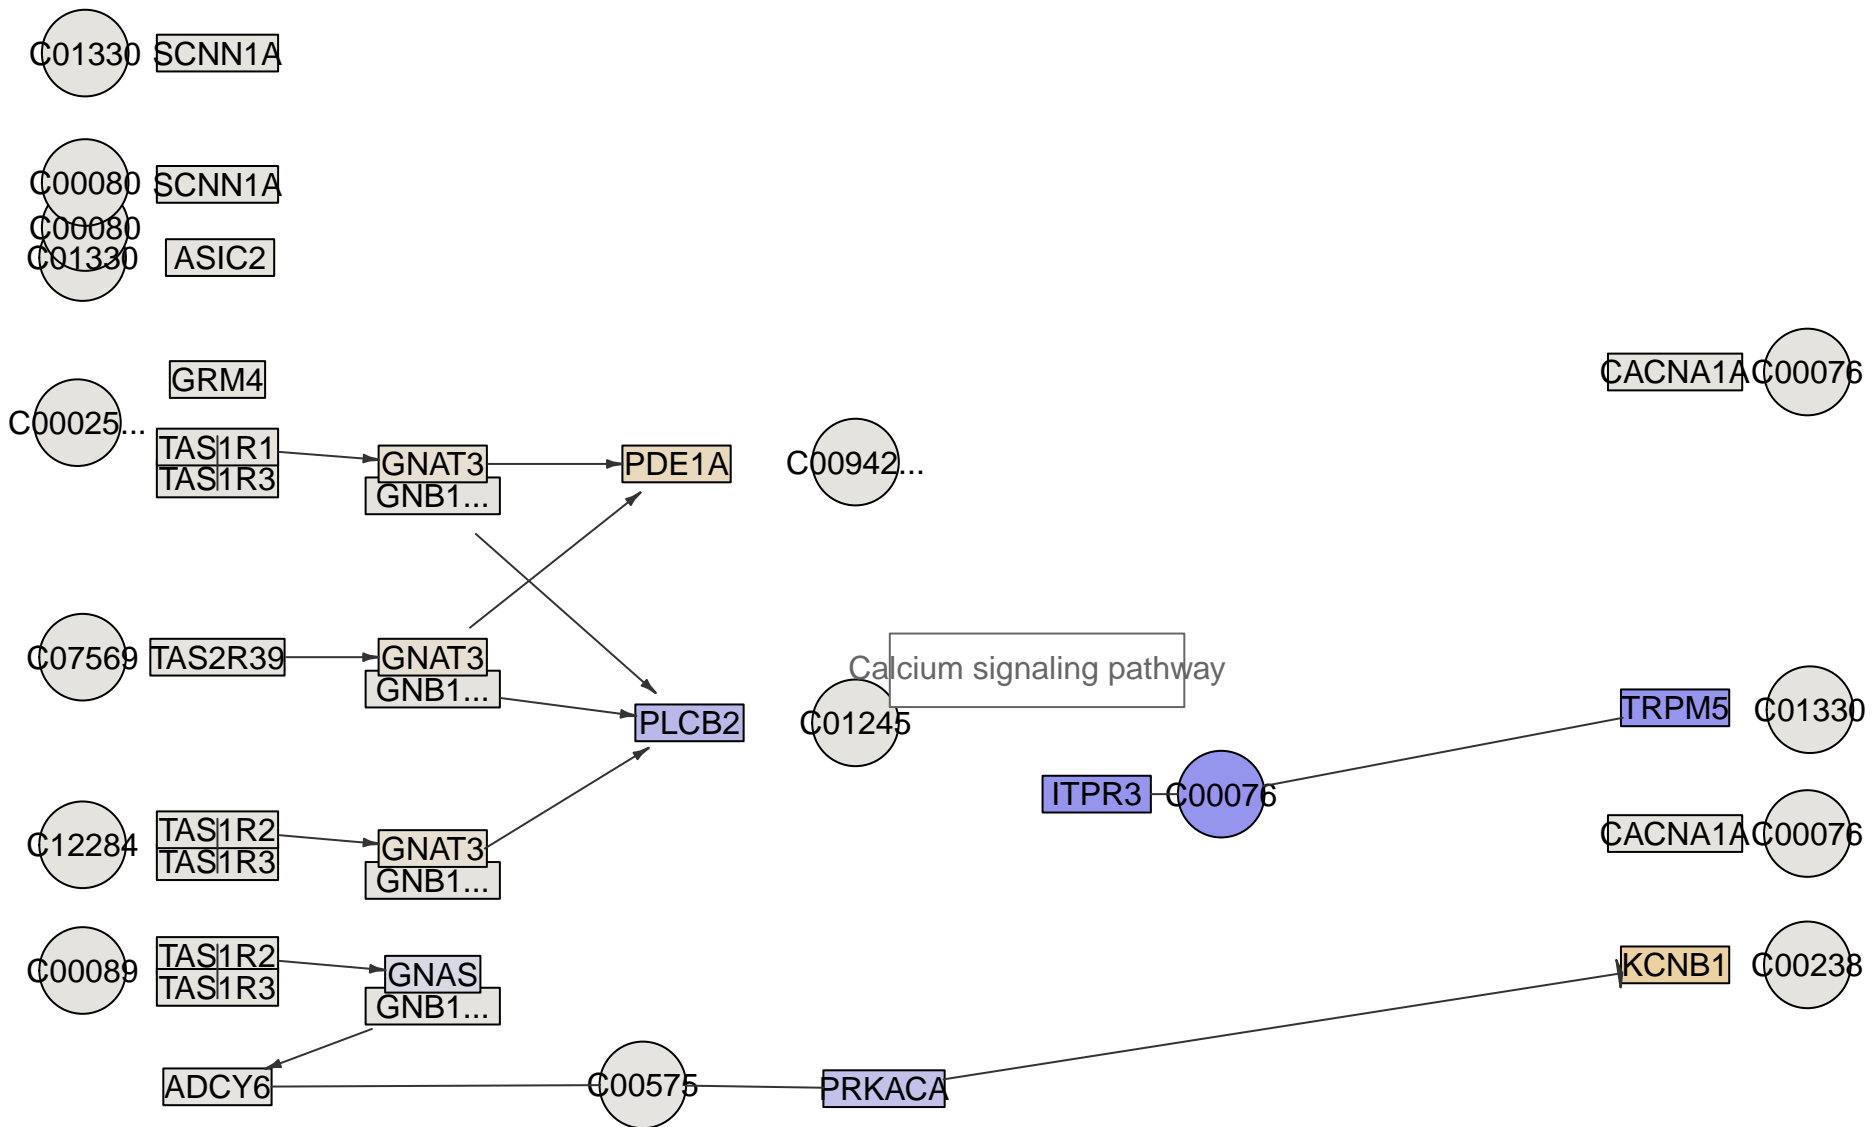 C01330 SCNN1A
C00080 SCNN1A
C00080
C01330 ASIC2
GRM4
CACNA1A C00076
C00025...
TAS1R1
GNAT3 PDE1A C00942...
TAS1R3
GNB1...
C07569 TAS2R39 GNAT3
Calcium signaling pathway
GNB1...
PLCB2 C01245
TRPM5 C01330
ITPR3 C00076
TAS1R2
C12284 GNAT3
CACNA1A C00076
TAS1R3
GNB1...
TAS1R2
C00089 GNAS
KCNB1 C00238
TAS1R3
GNB1...
ADCY6 C00575 PRKACA